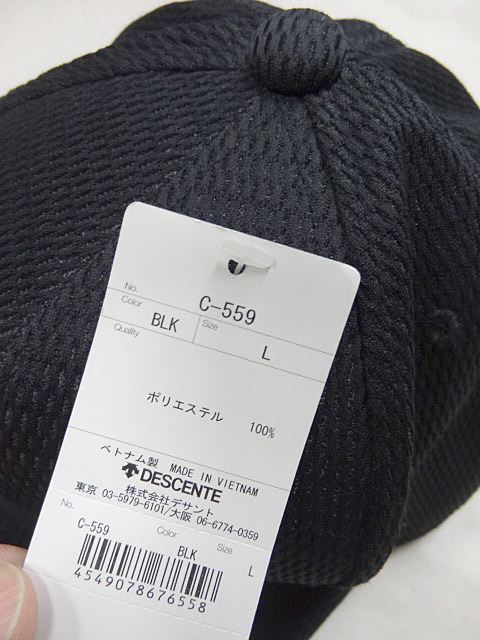 No. C-559
Color BLK Size L
Quality
ポリエステル 100%
ベトナム製 MADE IN VIETNAM
DESCENTE
株式会社デサント
東京 03-5979-6101/大阪 06-6774-0359
No. C-559 Color BLK Size L
4549078676558